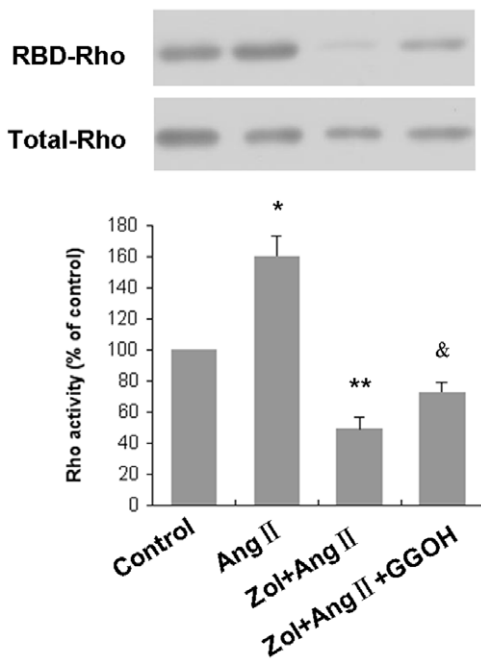 RBD-Rho
Total-Rho
Rho activity (% of control)
180
160
140
120
100
80
60
40
20
0
*
**
&
Control
Ang Ⅱ
Zol+Ang Ⅱ
Zol+Ang Ⅱ+GGOH